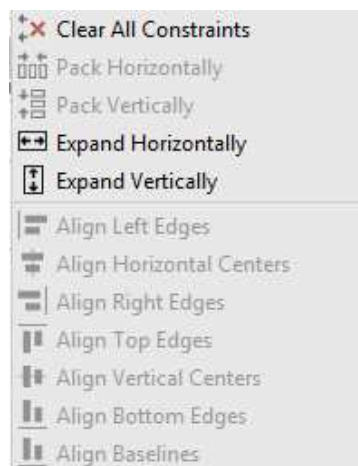 Clear All Constraints
Pack Horizontally
Pack Vertically
Expand Horizontally
Expand Vertically
Align Left Edges
Align Horizontal Centers
Align Right Edges
Align Top Edges
Align Vertical Centers
Align Bottom Edges
Align Baselines